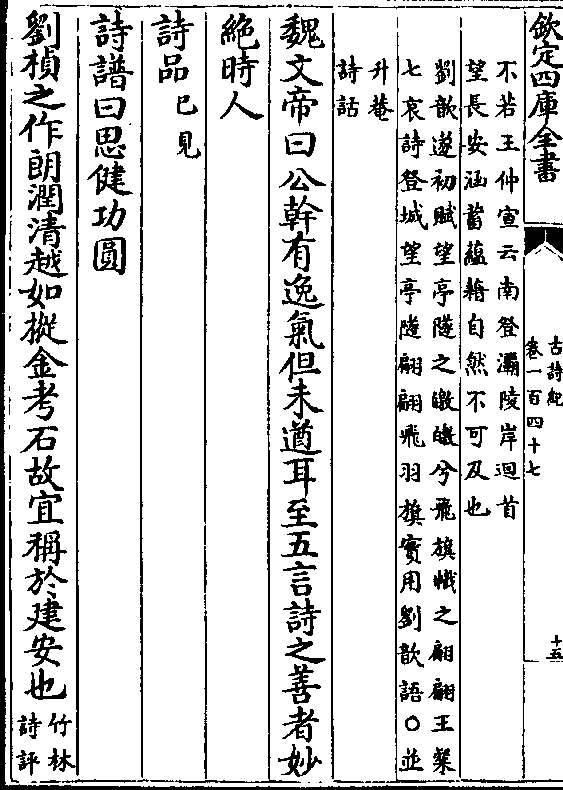 欽定四庫全書
古詩紀
卷一百四十七
十五
不若王仲宣云南登灞陵岸迴首
望長安涵蓄蘊藉自然不可及也
劉歆遂初賦望亭隧之皦皦兮飛旗幟之翩翩王粲
七哀詩登城望亭隧翩翩飛羽旗實用劉歆語○並
升菴
詩話
魏文帝曰公幹有逸氣但未遒耳至五言詩之善者妙
絶時人
詩品已見
詩譜曰思健功圓
劉楨之作朗潤清越如摐金考石故宜稱於建安也竹林
詩評